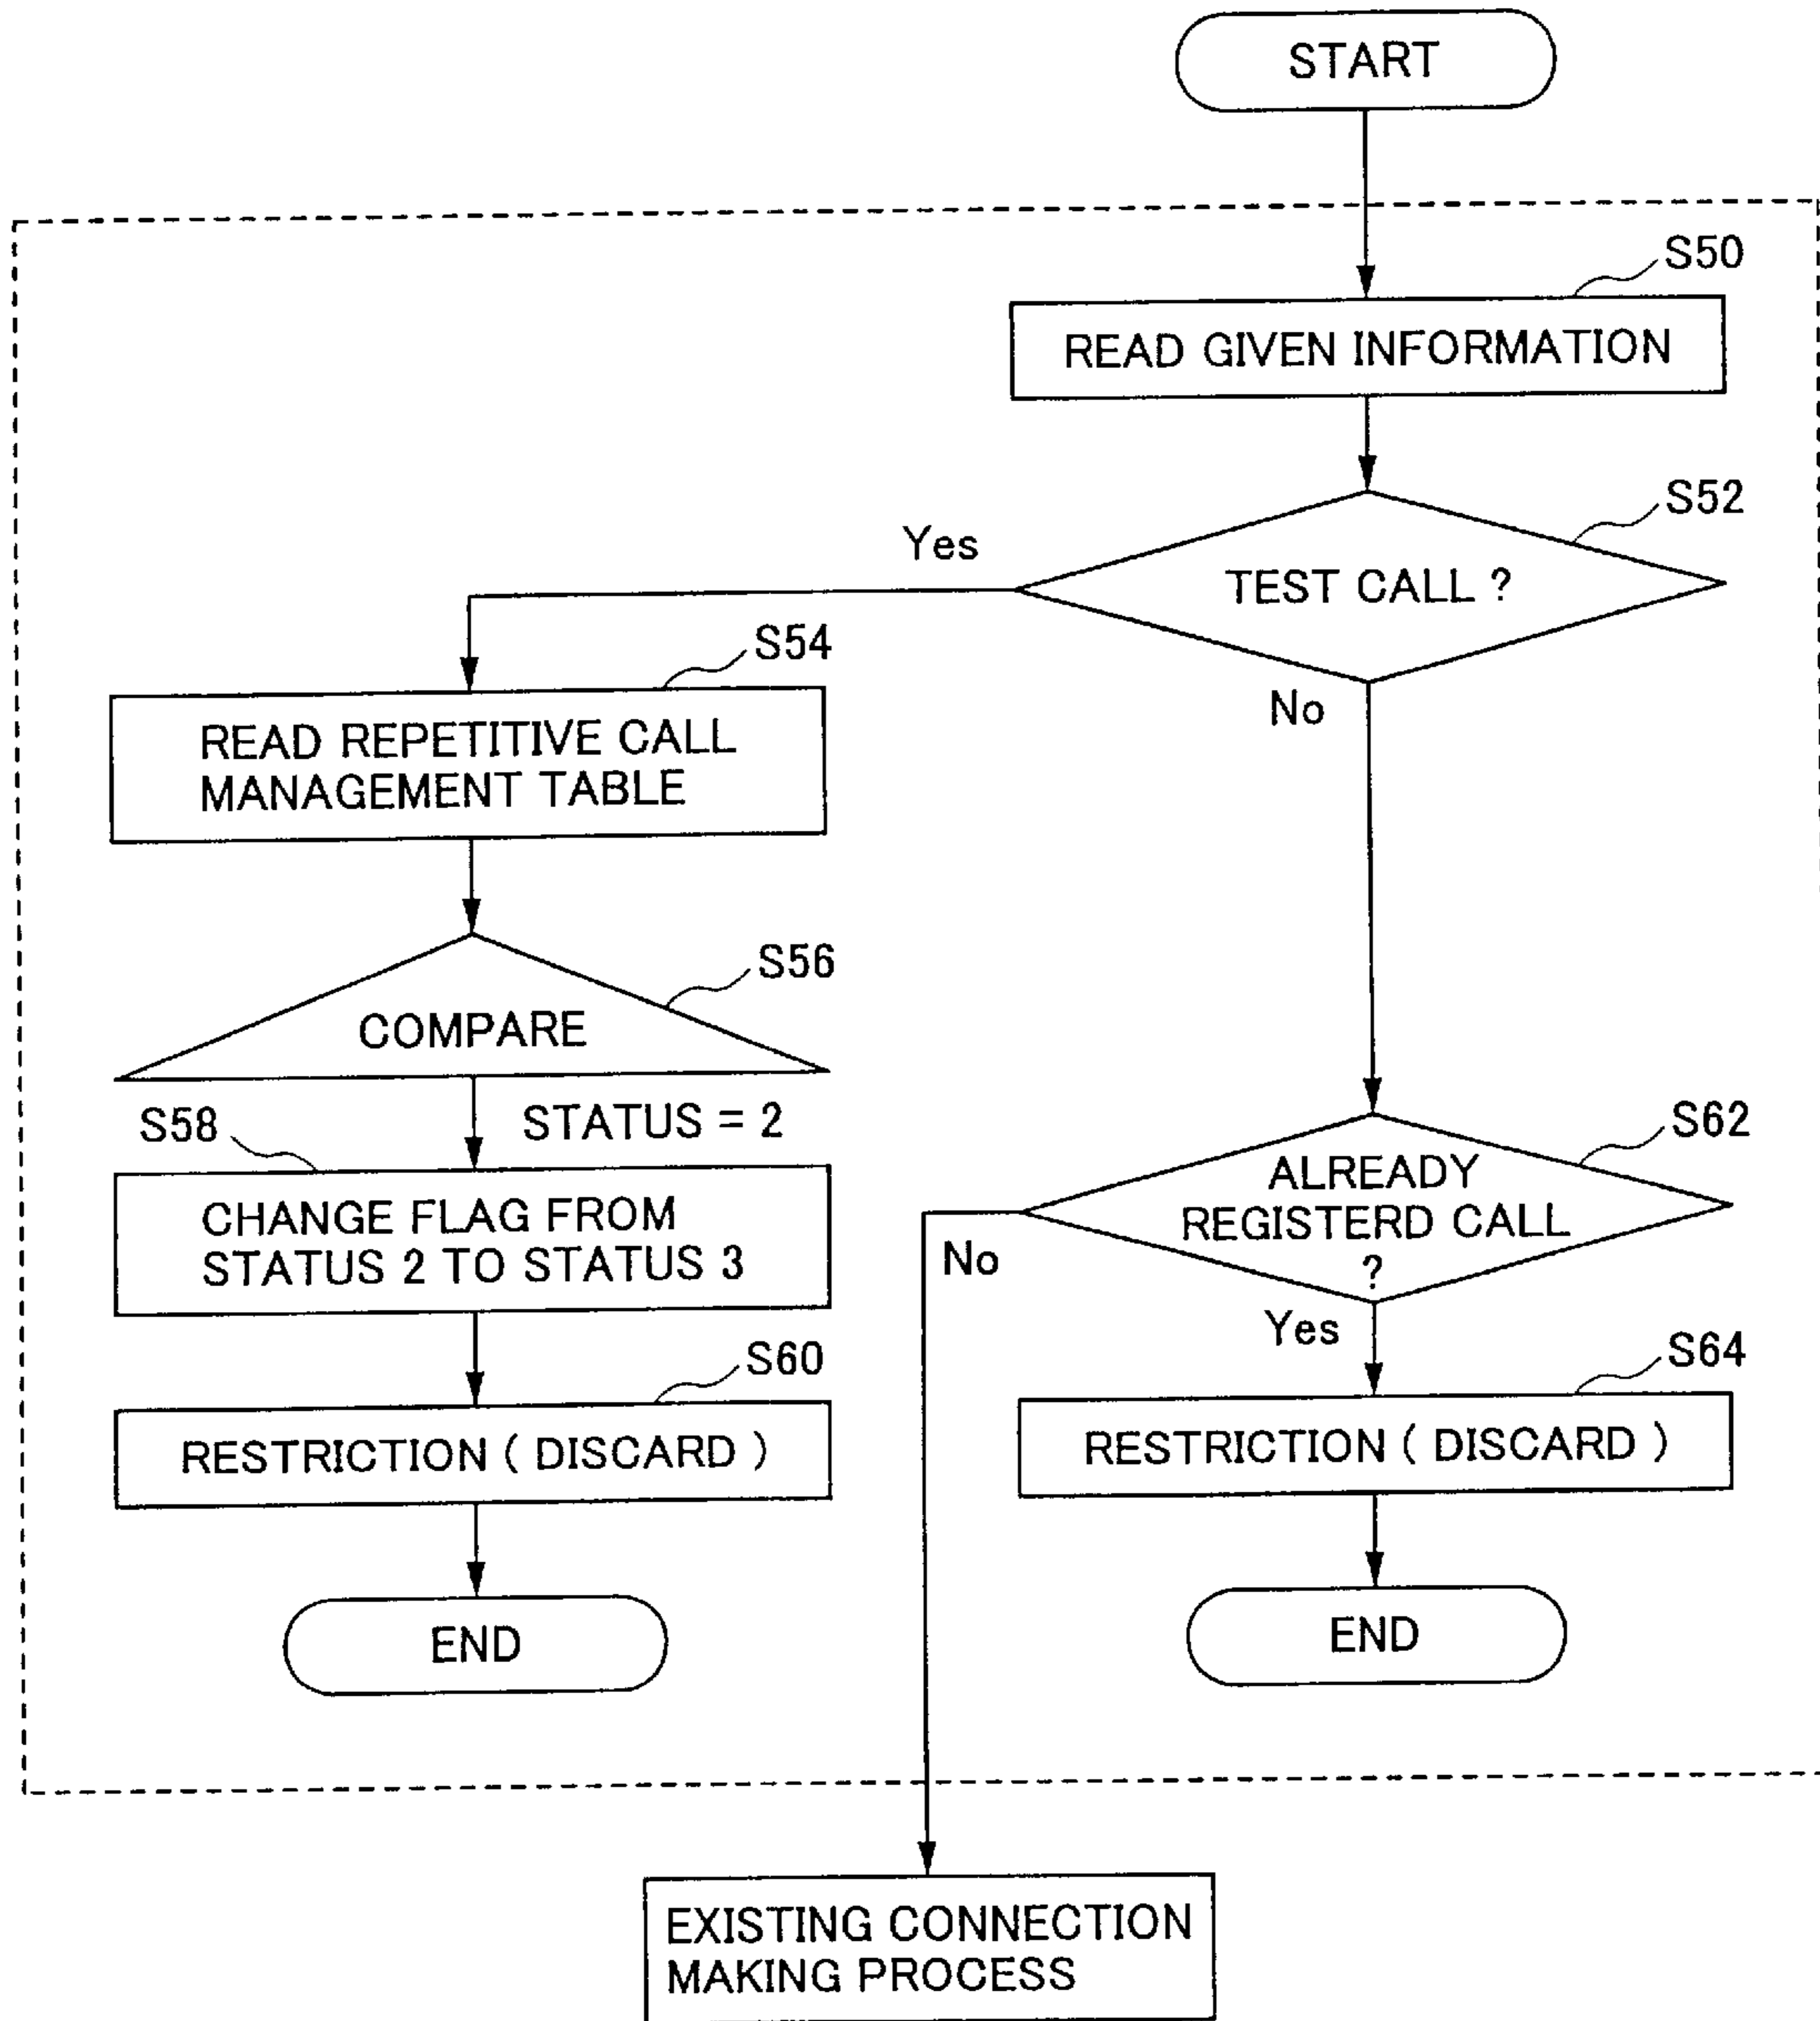 START
S50
READ GIVEN INFORMATION
S52
TEST CALL ?
Yes
No
S54
READ REPETITIVE CALL
MANAGEMENT TABLE
S56
COMPARE
STATUS = 2
S58
CHANGE FLAG FROM
STATUS 2 TO STATUS 3
S60
RESTRICTION ( DISCARD )
END
S62
ALREADY
REGISTERD CALL
?
No
Yes
S64
RESTRICTION ( DISCARD )
END
EXISTING CONNECTION
MAKING PROCESS